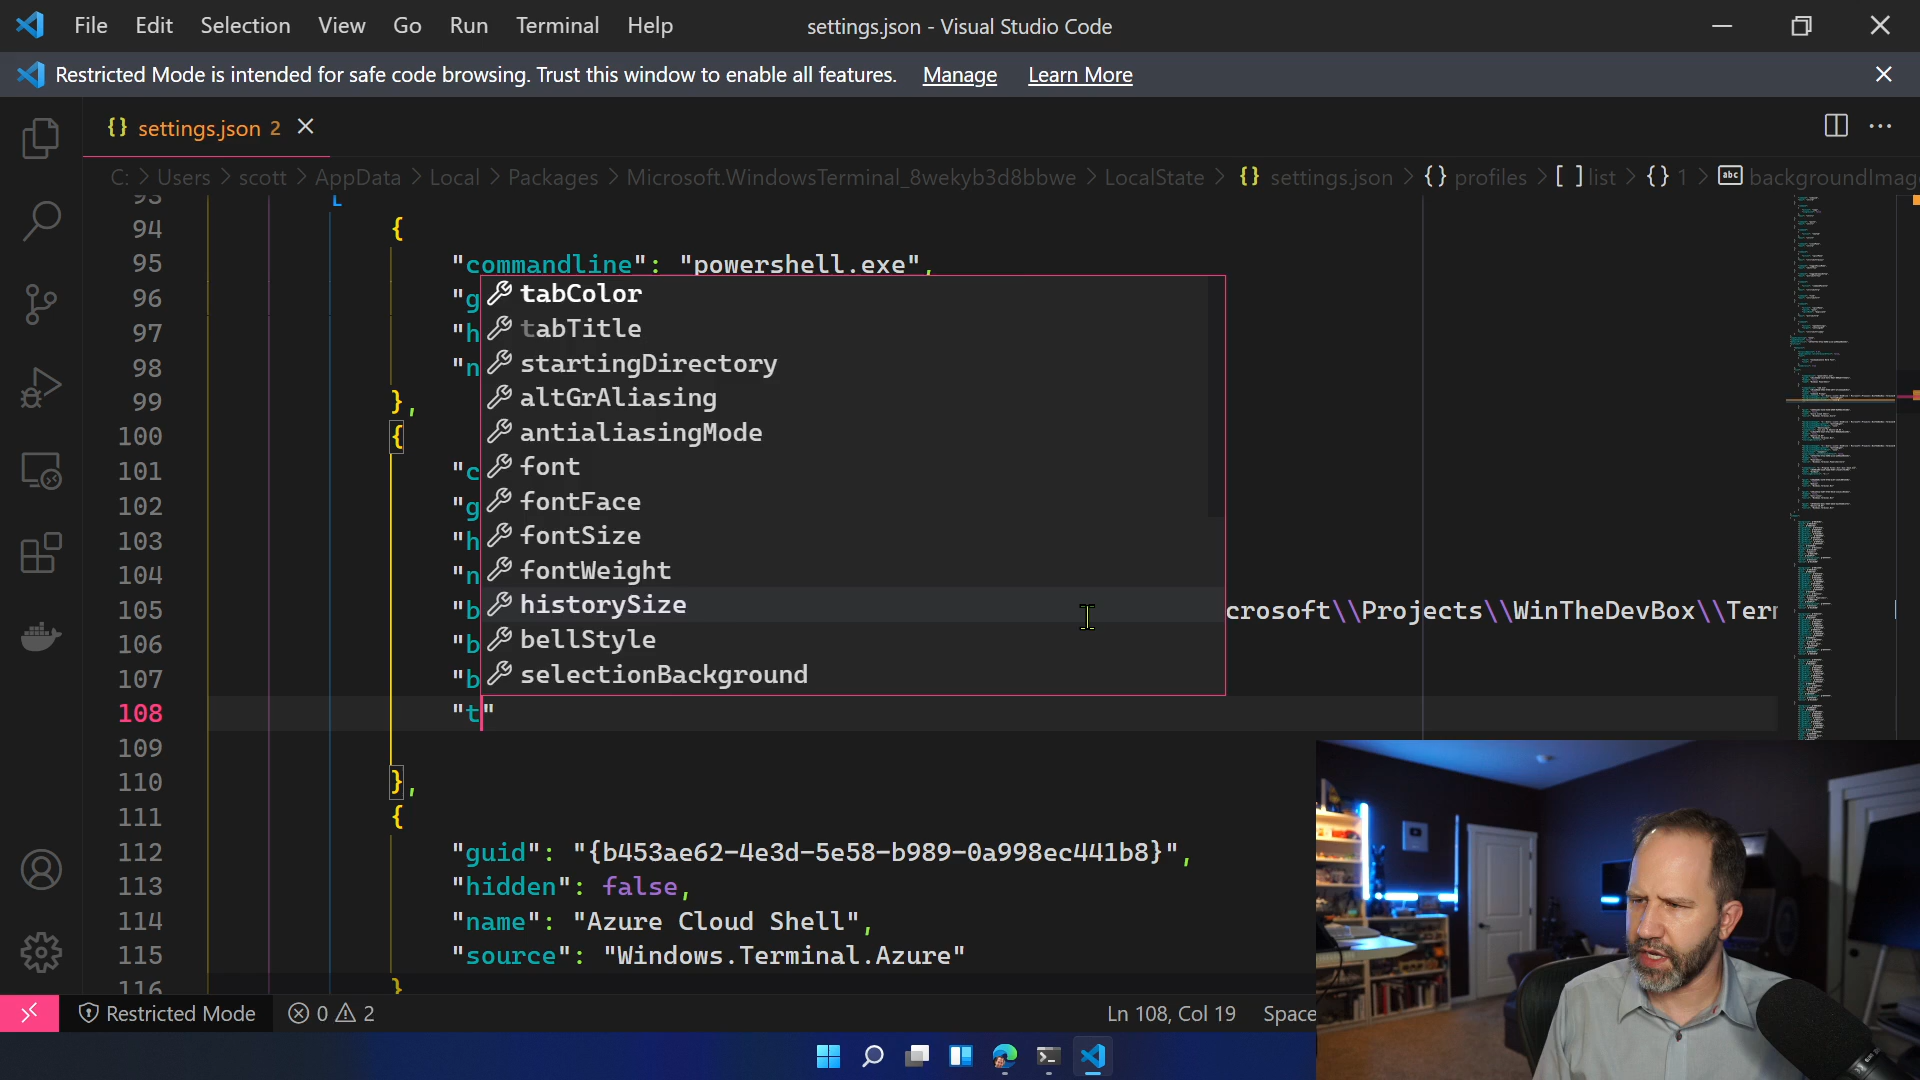 File Edit Selection View Go Run Terminal Help
settings.json - Visual Studio Code
Restricted Mode is intended for safe code browsing. Trust this window to enable all features. Manage Learn More
{} settings.json 2
C: > Users > scott > AppData > Local > Packages > Microsoft.WindowsTerminal_8wekyb3d8bbwe > LocalState > {} settings.json > {} profiles > [ ] list > {} 1 > abc backgroundImag
93 [
94 {
95 "commandline": "powershell.exe",
96 "g
97 "h
98 "n
99 },
100 {
101 "c
102 "g
103 "h
104 "n
105 "b crosoft\\Projects\\WinTheDevBox\\Terr
106 "b
107 "b
108 "t"
109
110 },
111 {
112 "guid": "{b453ae62-4e3d-5e58-b989-0a998ec441b8}",
113 "hidden": false,
114 "name": "Azure Cloud Shell",
115 "source": "Windows.Terminal.Azure"
116 }
tabColor
tabTitle
startingDirectory
altGrAliasing
antialiasingMode
font
fontFace
fontSize
fontWeight
historySize
bellStyle
selectionBackground
Restricted Mode 0 2
Ln 108, Col 19 Space